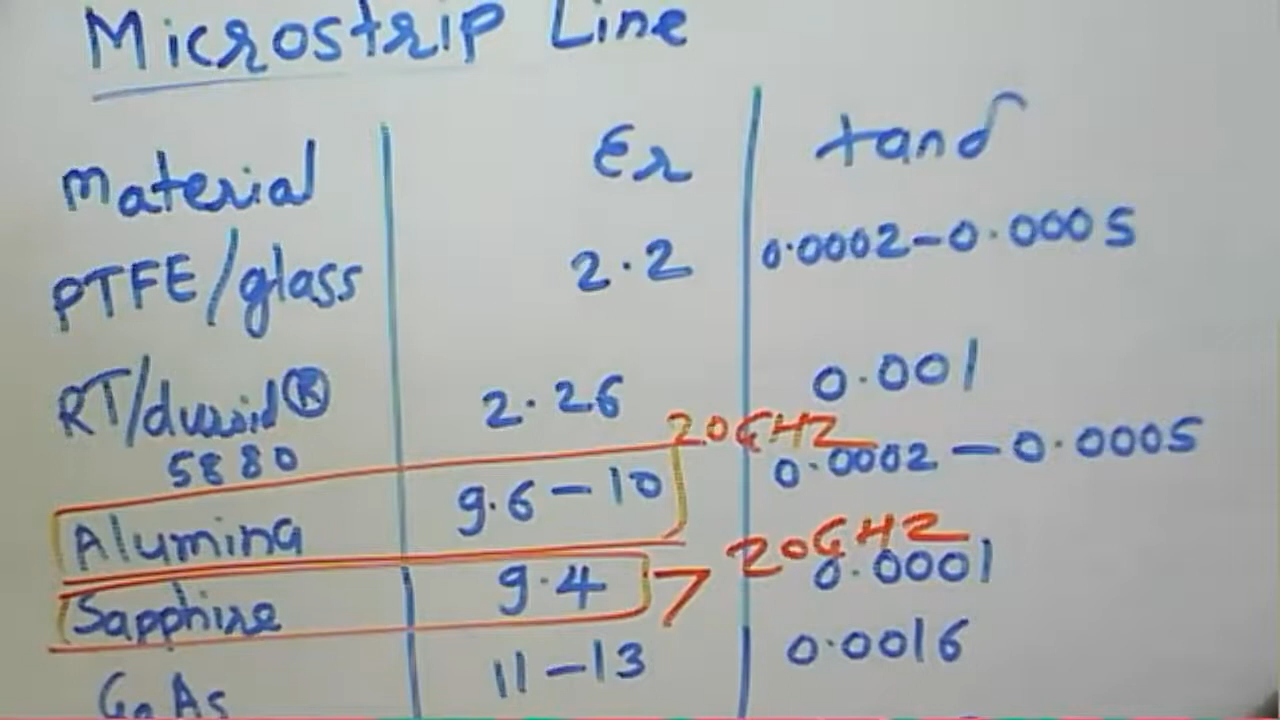 Microstrip Line
Material Er tanδ
PTFE/glass 2.2 0.0002-0.0005
RT/duroid® 2.26 0.001
5880
20GHZ
Alumina 9.6-10 0.0002-0.0005
20GHZ
Sapphire 9.4 0.0001
GaAs 11-13 0.0016